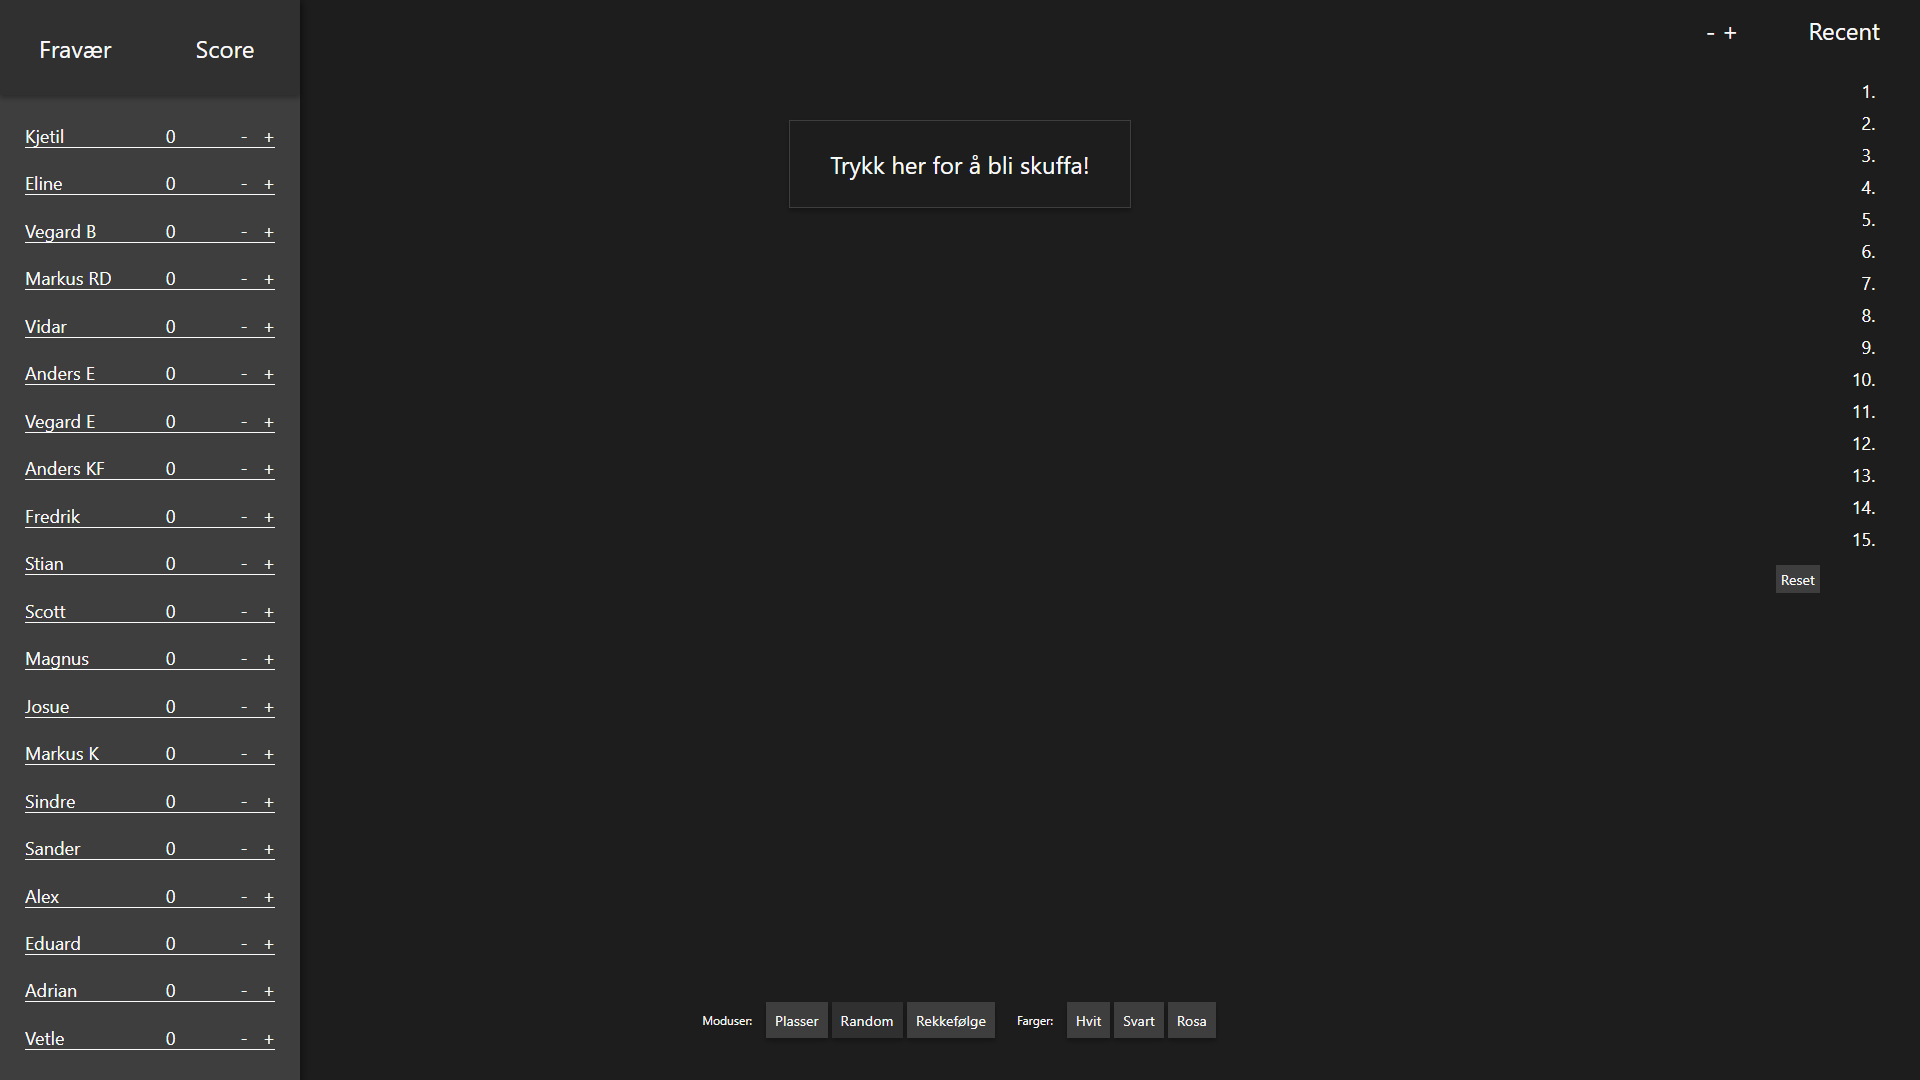 Fravær Score
Kjetil 0 - +
Eline 0 - +
Vegard B 0 - +
Markus RD 0 - +
Vidar 0 - +
Anders E 0 - +
Vegard E 0 - +
Anders KF 0 - +
Fredrik 0 - +
Stian 0 - +
Scott 0 - +
Magnus 0 - +
Josue 0 - +
Markus K 0 - +
Sindre 0 - +
Sander 0 - +
Alex 0 - +
Eduard 0 - +
Adrian 0 - +
Vetle 0 - +
Trykk her for å bli skuffa!
Moduser: Plasser Random Rekkefølge Farger: Hvit Svart Rosa
- + Recent
1.
2.
3.
4.
5.
6.
7.
8.
9.
10.
11.
12.
13.
14.
15.
Reset